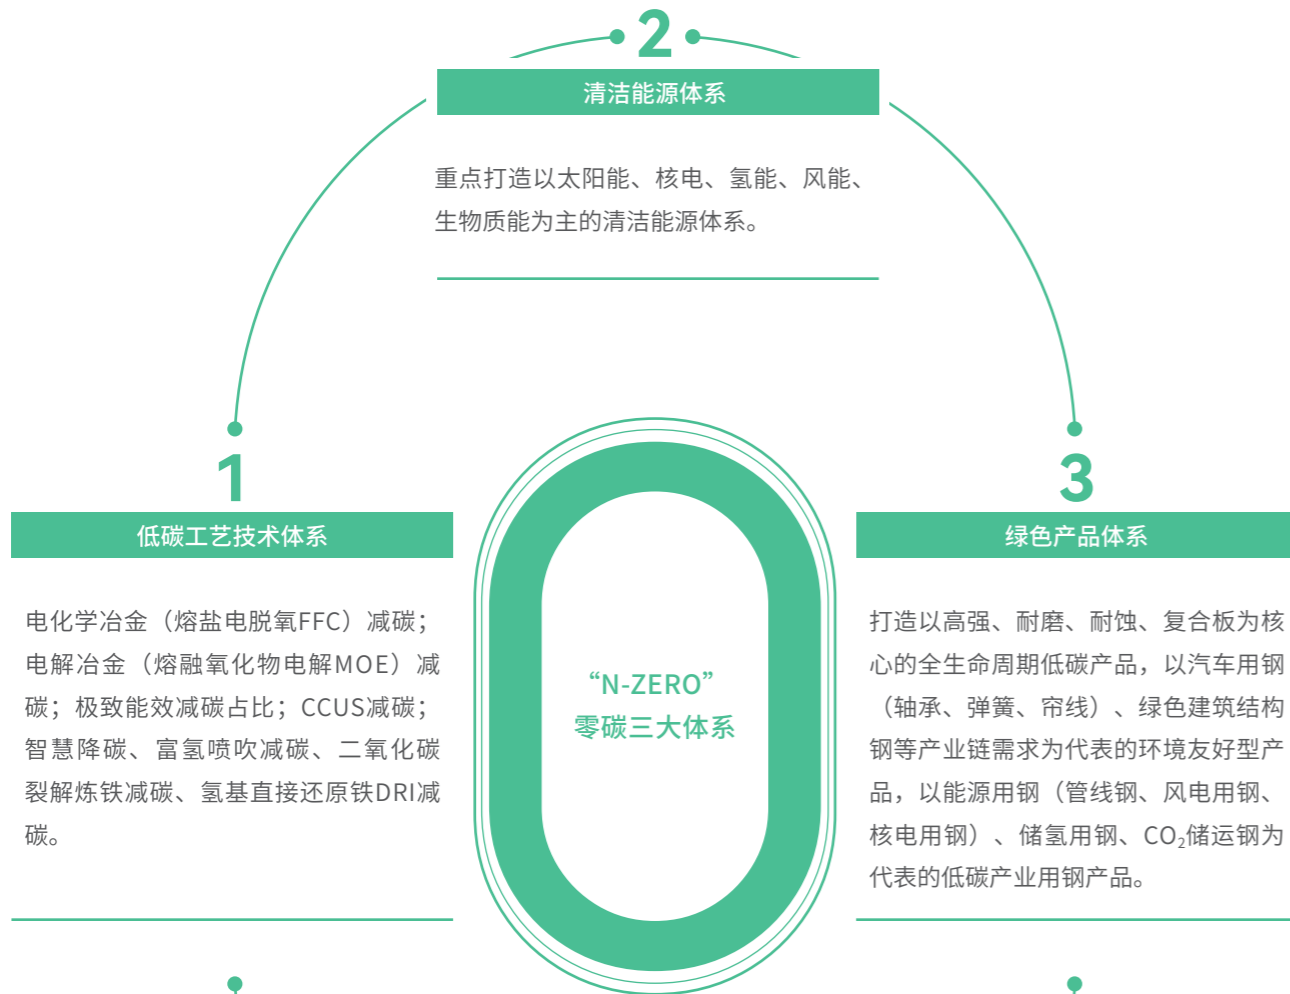 2
清洁能源体系
重点打造以太阳能、核电、氢能、风能、
生物质能为主的清洁能源体系。
1
低碳工艺技术体系
电化学冶金（熔盐电脱氧FFC）减碳；
电解冶金（熔融氧化物电解MOE）减
碳；极致能效减碳占比；CCUS减碳；
智慧降碳、富氢喷吹减碳、二氧化碳
裂解炼铁减碳、氢基直接还原铁DRI减
碳。
“N-ZERO”
零碳三大体系
3
绿色产品体系
打造以高强、耐磨、耐蚀、复合板为核
心的全生命周期低碳产品，以汽车用钢
（轴承、弹簧、帘线）、绿色建筑结构
钢等产业链需求为代表的环境友好型产
品，以能源用钢（管线钢、风电用钢、
核电用钢）、储氢用钢、CO₂储运钢为
代表的低碳产业用钢产品。